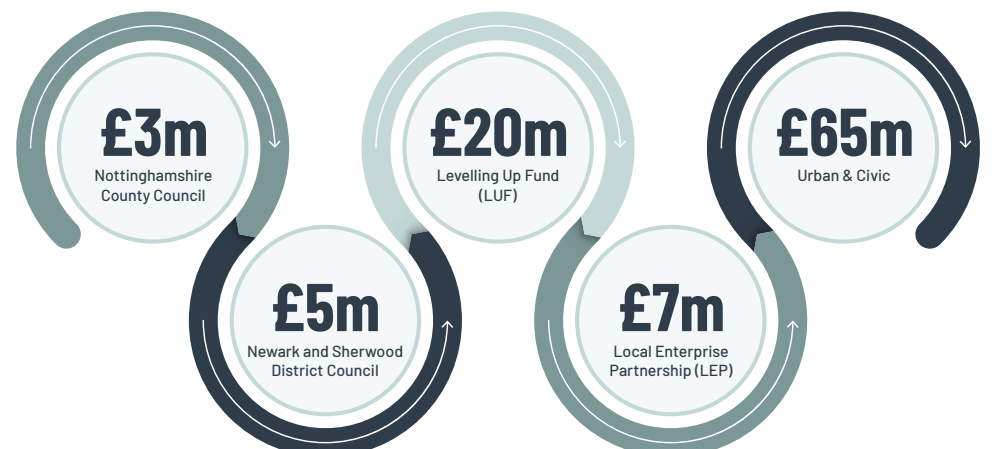 £3m
Nottinghamshire
County Council
£5m
Newark and Sherwood
District Council
£20m
Levelling Up Fund
(LUF)
£7m
Local Enterprise
Partnership (LEP)
£65m
Urban & Civic